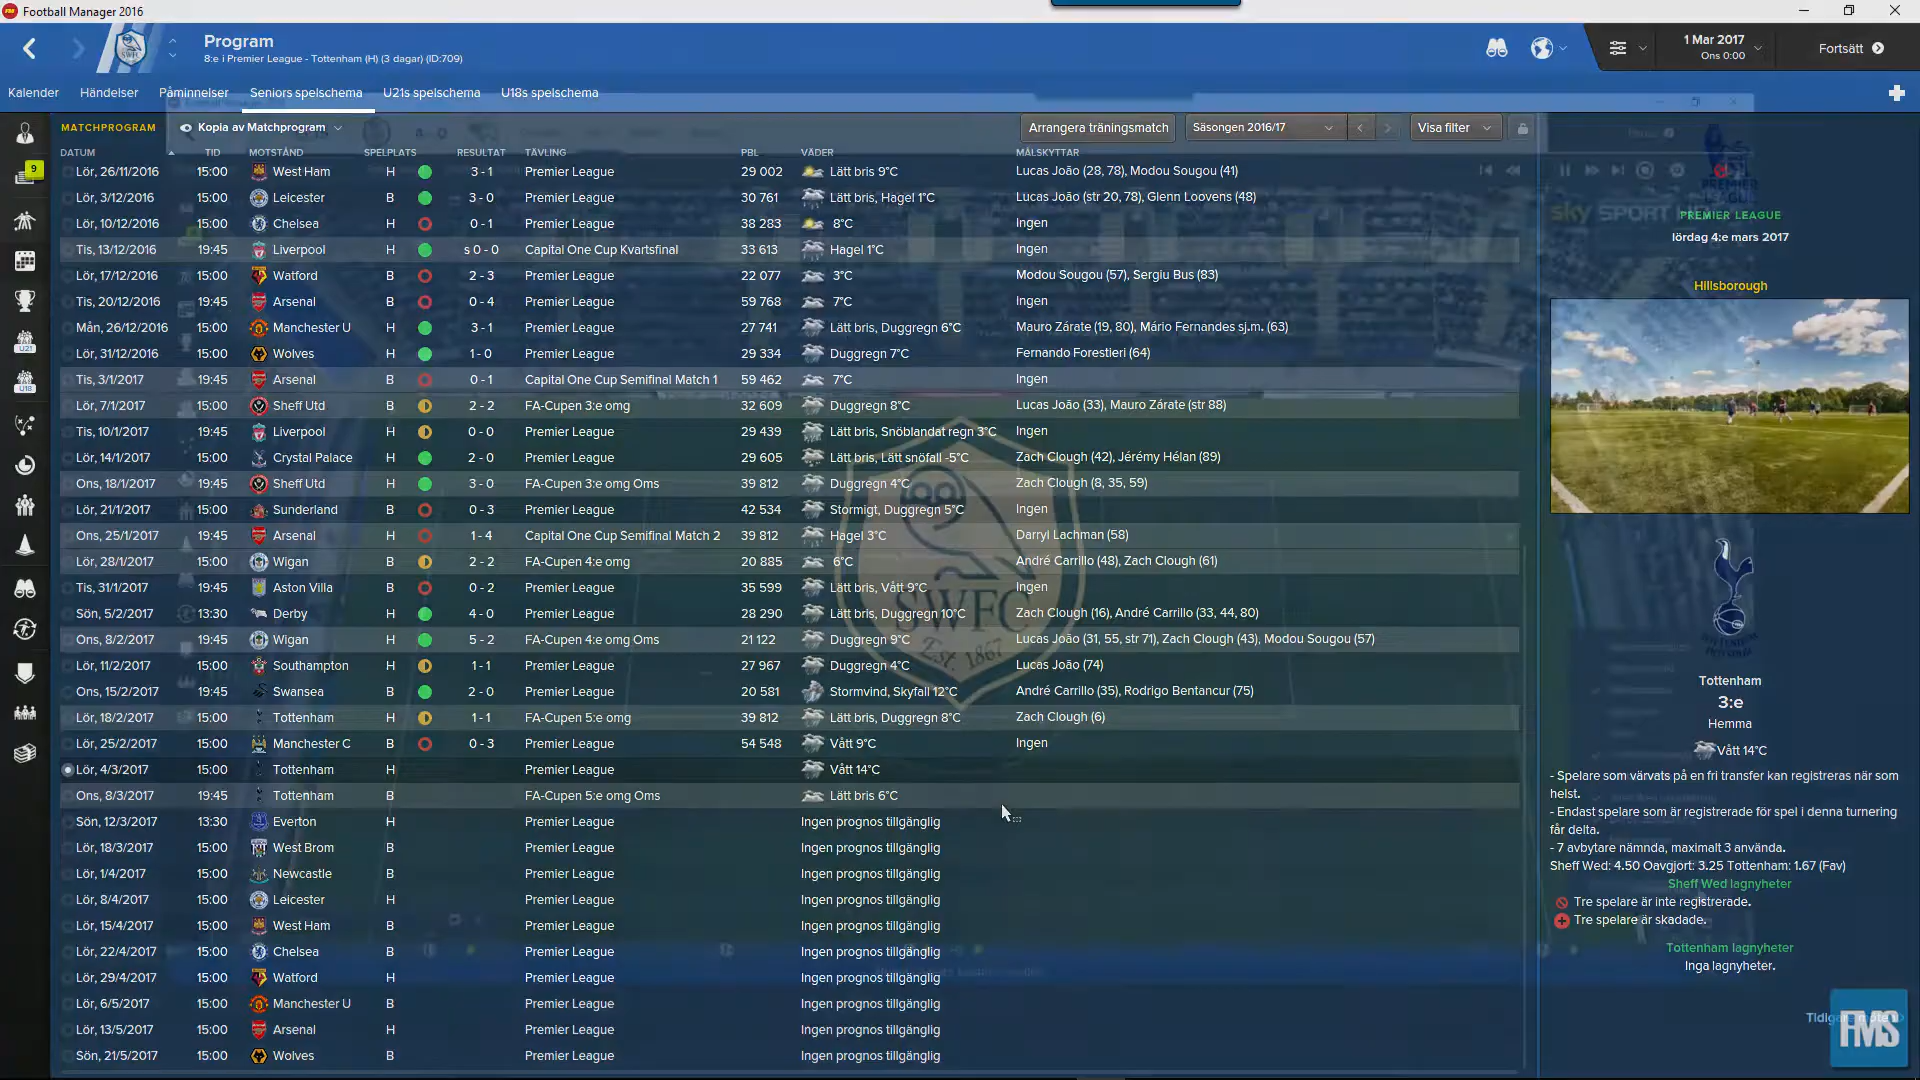 Football Manager 2016
Program
8:e i Premier League - Tottenham (H) (3 dagar) (ID:709)
1 Mar 2017
Ons 0:00
Fortsätt
Kalender Händelser Påminnelser Seniors spelschema U21s spelschema U18s spelschema
MATCHPROGRAM Kopia av Matchprogram Arrangera träningsmatch Säsongen 2016/17 Visa filter
DATUM TID MOTSTÅND SPELPLATS RESULTAT TÄVLING PBL VÄDER MÅLSKYTTAR
Lör, 26/11/2016 15:00 West Ham H 3 - 1 Premier League 29 002 Lätt bris 9°C Lucas João (28, 78), Modou Sougou (41)
Lör, 3/12/2016 15:00 Leicester B 3 - 0 Premier League 30 761 Lätt bris, Hagel 1°C Lucas João (str 20, 78), Glenn Loovens (48)
Lör, 10/12/2016 15:00 Chelsea H 0 - 1 Premier League 38 283 8°C Ingen
Tis, 13/12/2016 19:45 Liverpool H s 0 - 0 Capital One Cup Kvartsfinal 33 613 Hagel 1°C Ingen
Lör, 17/12/2016 15:00 Watford B 2 - 3 Premier League 22 077 3°C Modou Sougou (57), Sergiu Bus (83)
Tis, 20/12/2016 19:45 Arsenal B 0 - 4 Premier League 59 768 7°C Ingen
Mån, 26/12/2016 15:00 Manchester U H 3 - 1 Premier League 27 741 Lätt bris, Duggregn 6°C Mauro Zárate (19, 80), Mário Fernandes sj.m. (63)
Lör, 31/12/2016 15:00 Wolves H 1 - 0 Premier League 29 334 Duggregn 7°C Fernando Forestieri (64)
Tis, 3/1/2017 19:45 Arsenal B 0 - 1 Capital One Cup Semifinal Match 1 59 462 7°C Ingen
Lör, 7/1/2017 15:00 Sheff Utd B 2 - 2 FA-Cupen 3:e omg 32 609 Duggregn 8°C Lucas João (33), Mauro Zárate (str 88)
Tis, 10/1/2017 19:45 Liverpool H 0 - 0 Premier League 29 439 Lätt bris, Snöblandat regn 3°C Ingen
Lör, 14/1/2017 15:00 Crystal Palace H 2 - 0 Premier League 29 605 Lätt bris, Lätt snöfall -5°C Zach Clough (42), Jérémy Hélan (89)
Ons, 18/1/2017 19:45 Sheff Utd H 3 - 0 FA-Cupen 3:e omg Oms 39 812 Duggregn 4°C Zach Clough (8, 35, 59)
Lör, 21/1/2017 15:00 Sunderland B 0 - 3 Premier League 42 534 Stormigt, Duggregn 5°C Ingen
Ons, 25/1/2017 19:45 Arsenal H 1 - 4 Capital One Cup Semifinal Match 2 39 812 Hagel 3°C Darryl Lachman (58)
Lör, 28/1/2017 15:00 Wigan B 2 - 2 FA-Cupen 4:e omg 20 885 6°C André Carrillo (48), Zach Clough (61)
Tis, 31/1/2017 19:45 Aston Villa B 0 - 2 Premier League 35 599 Lätt bris, Vått 9°C Ingen
Sön, 5/2/2017 13:30 Derby H 4 - 0 Premier League 28 290 Lätt bris, Duggregn 10°C Zach Clough (16), André Carrillo (33, 44, 80)
Ons, 8/2/2017 19:45 Wigan H 5 - 2 FA-Cupen 4:e omg Oms 21 122 Duggregn 9°C Lucas João (31, 55, str 71), Zach Clough (43), Modou Sougou (57)
Lör, 11/2/2017 15:00 Southampton H 1 - 1 Premier League 27 967 Duggregn 4°C Lucas João (74)
Ons, 15/2/2017 19:45 Swansea B 2 - 0 Premier League 20 581 Stormvind, Skyfall 12°C André Carrillo (35), Rodrigo Bentancur (75)
Lör, 18/2/2017 15:00 Tottenham H 1 - 1 FA-Cupen 5:e omg 39 812 Lätt bris, Duggregn 8°C Zach Clough (6)
Lör, 25/2/2017 15:00 Manchester C B 0 - 3 Premier League 54 548 Vått 9°C Ingen
Lör, 4/3/2017 15:00 Tottenham H Premier League Vått 14°C
Ons, 8/3/2017 19:45 Tottenham B FA-Cupen 5:e omg Oms Lätt bris 6°C
Sön, 12/3/2017 13:30 Everton H Premier League Ingen prognos tillgänglig
Lör, 18/3/2017 15:00 West Brom B Premier League Ingen prognos tillgänglig
Lör, 1/4/2017 15:00 Newcastle B Premier League Ingen prognos tillgänglig
Lör, 8/4/2017 15:00 Leicester H Premier League Ingen prognos tillgänglig
Lör, 15/4/2017 15:00 West Ham B Premier League Ingen prognos tillgänglig
Lör, 22/4/2017 15:00 Chelsea B Premier League Ingen prognos tillgänglig
Lör, 29/4/2017 15:00 Watford H Premier League Ingen prognos tillgänglig
Lör, 6/5/2017 15:00 Manchester U B Premier League Ingen prognos tillgänglig
Lör, 13/5/2017 15:00 Arsenal H Premier League Ingen prognos tillgänglig
Sön, 21/5/2017 15:00 Wolves B Premier League Ingen prognos tillgänglig
9
U21
U18
SWFC
Est. 1867
sky SPORT
PREMIER LEAGUE
lördag 4:e mars 2017
Hillsborough
Tottenham
3:e
Hemma
Vått 14°C
- Spelare som värvats på en fri transfer kan registreras när som
helst.
- Endast spelare som är registrerade för spel i denna turnering
får delta.
- 7 avbytare nämnda, maximalt 3 använda.
Sheff Wed: 4.50 Oavgjort: 3.25 Tottenham: 1.67 (Fav)
Sheff Wed lagnyheter
Tre spelare är inte registrerade.
Tre spelare är skadade.
Tottenham lagnyheter
Inga lagnyheter.
FMS